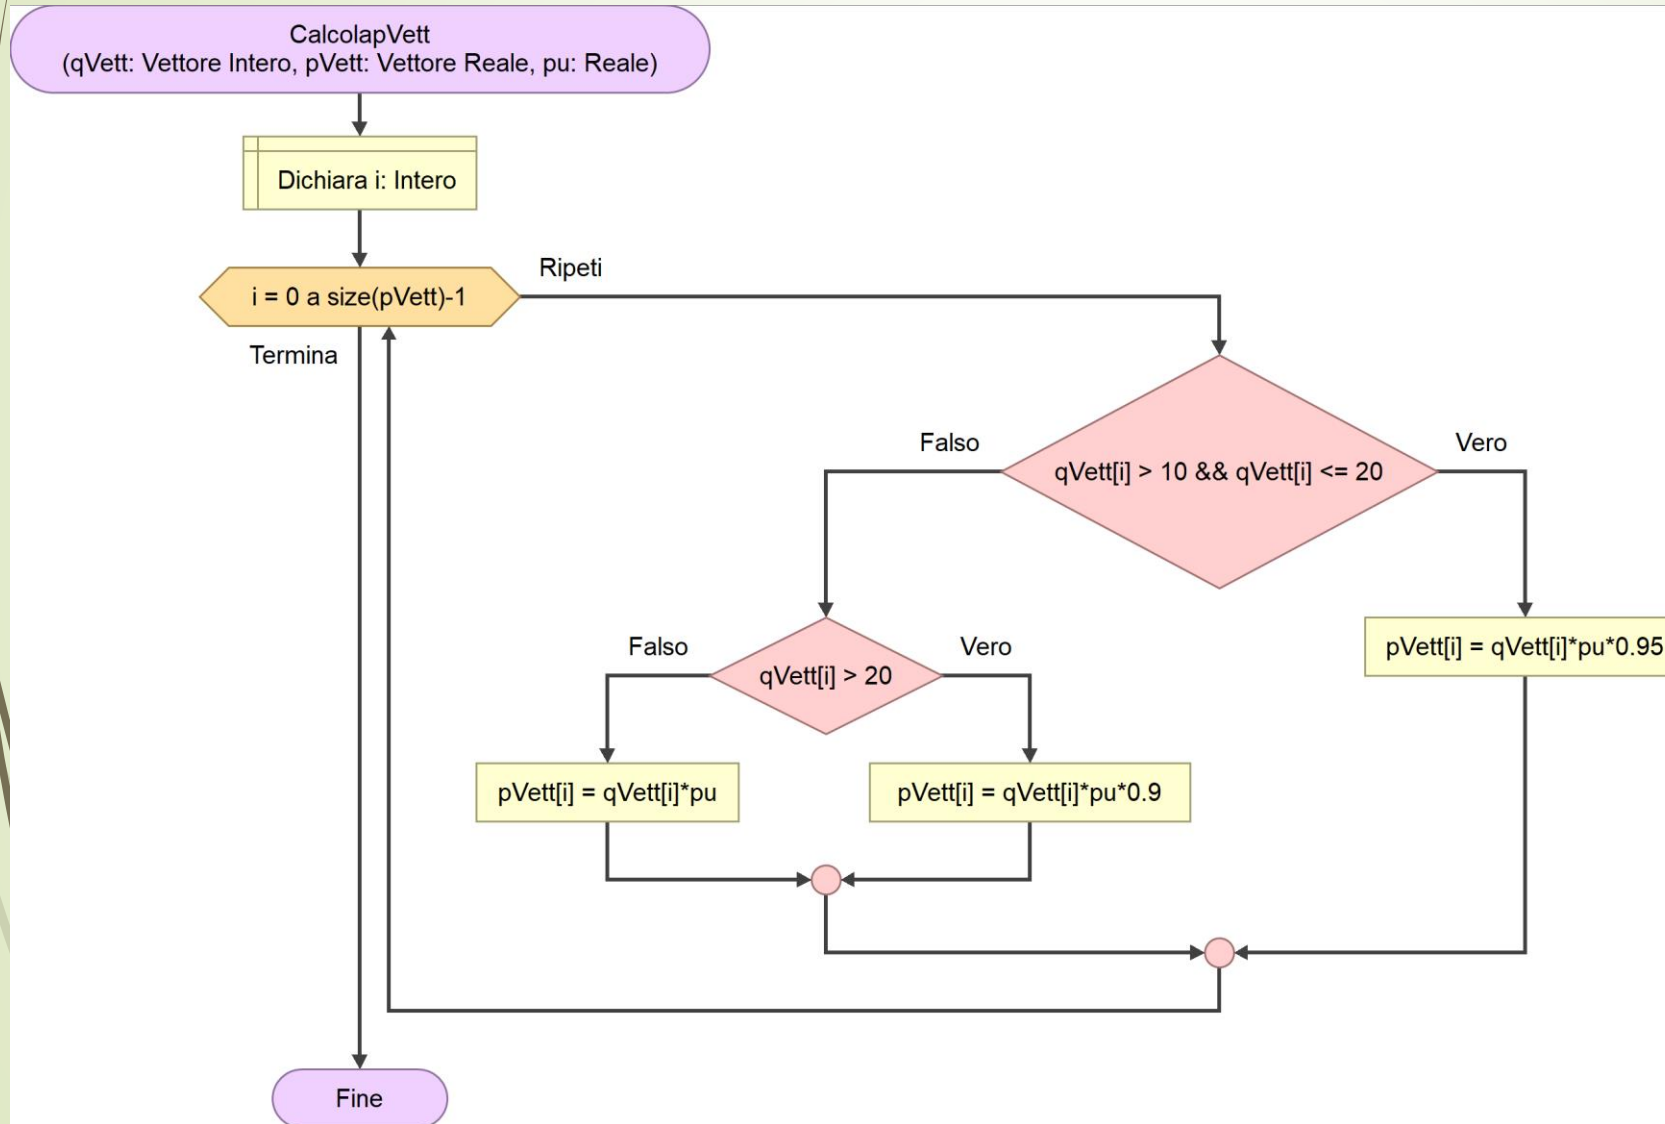 CalcolapVett
(qVett: Vettore Intero, pVett: Vettore Reale, pu: Reale)
Dichiara i: Intero
Ripeti
i = 0 a size(pVett)-1
Termina
Falso
Vero
qVett[i] > 10 && qVett[i] <= 20
Falso
Vero
pVett[i] = qVett[i]*pu*0.95
qVett[i] > 20
pVett[i] = qVett[i]*pu
pVett[i] = qVett[i]*pu*0.9
Fine